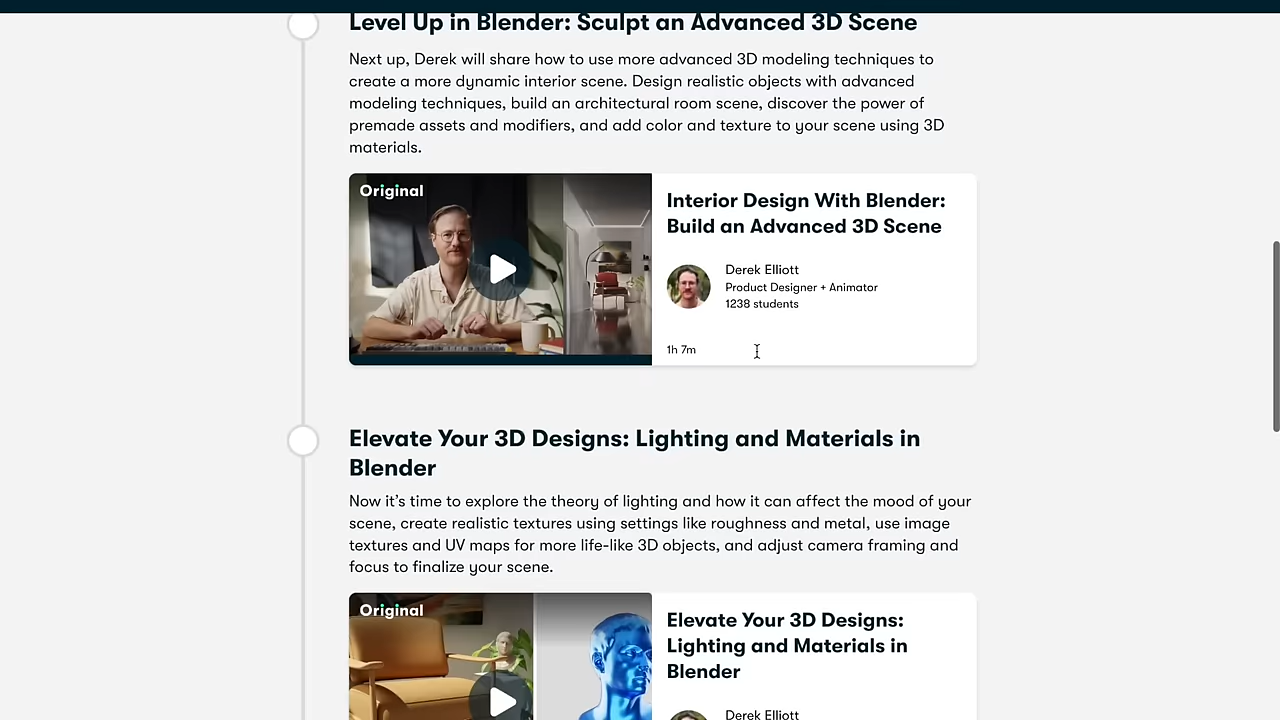 Level Up in Blender: Sculpt an Advanced 3D Scene
Next up, Derek will share how to use more advanced 3D modeling techniques to
create a more dynamic interior scene. Design realistic objects with advanced
modeling techniques, build an architectural room scene, discover the power of
premade assets and modifiers, and add color and texture to your scene using 3D
materials.
Original
Interior Design With Blender:
Build an Advanced 3D Scene
Derek Elliott
Product Designer + Animator
1238 students
1h 7m
Elevate Your 3D Designs: Lighting and Materials in
Blender
Now it’s time to explore the theory of lighting and how it can affect the mood of your
scene, create realistic textures using settings like roughness and metal, use image
textures and UV maps for more life-like 3D objects, and adjust camera framing and
focus to finalize your scene.
Original
Elevate Your 3D Designs:
Lighting and Materials in
Blender
Derek Elliott